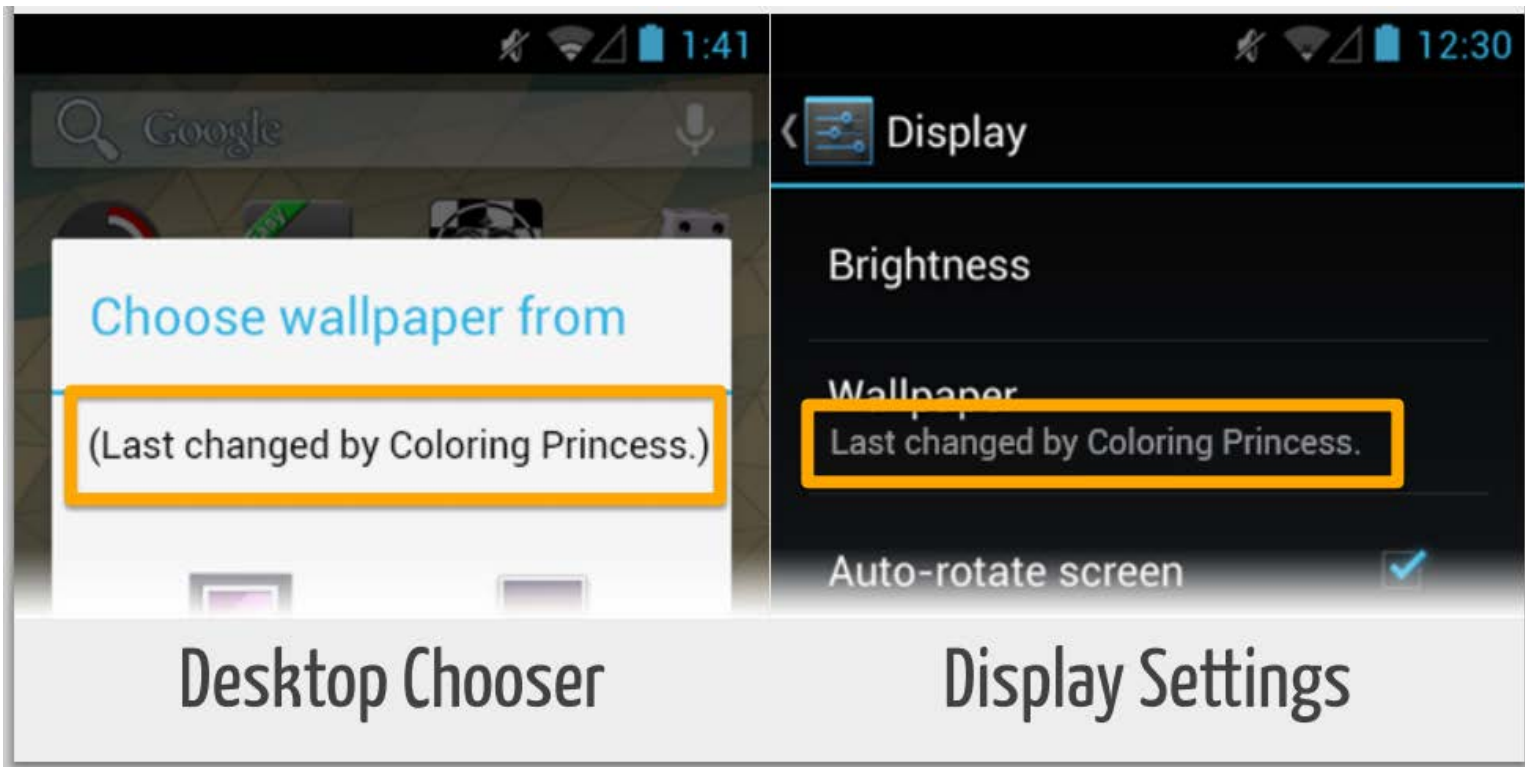 1:41
Google
easy
Choose wallpaper from
(Last changed by Coloring Princess.)
Desktop Chooser
12:30
Display
Brightness
Wallpaper
Last changed by Coloring Princess.
Auto-rotate screen
Display Settings